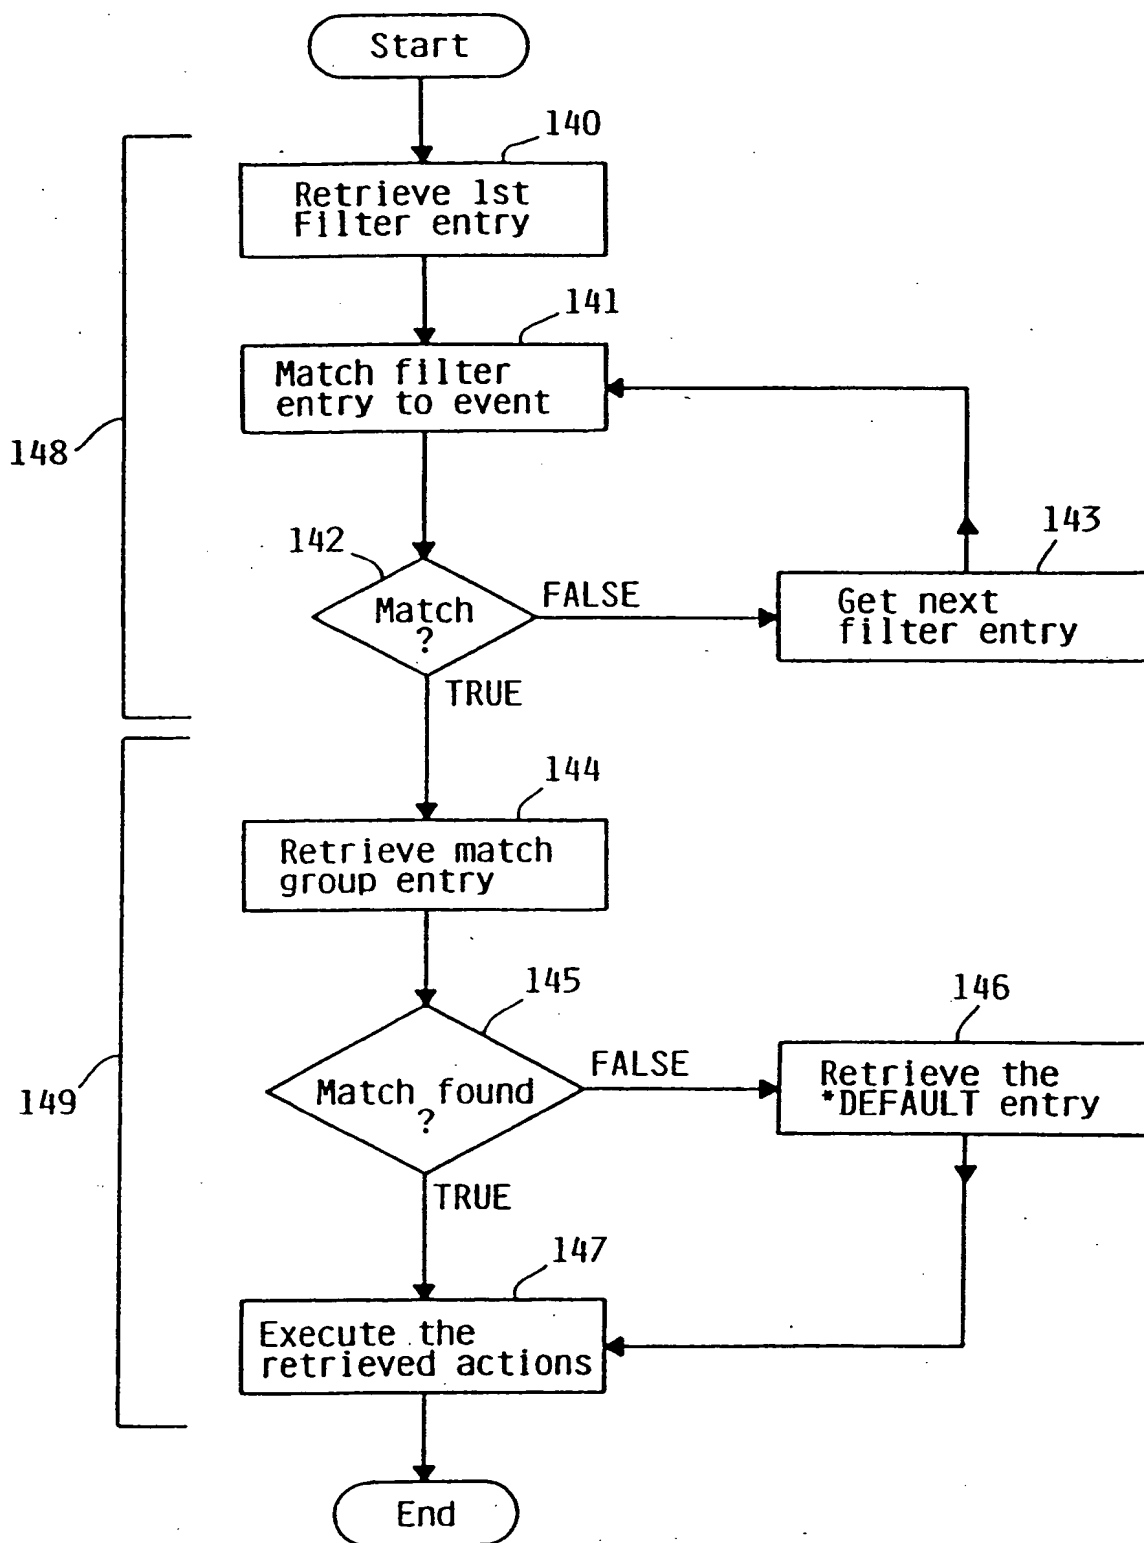 Start
140
Retrieve 1st
Filter entry
141
Match filter
entry to event
148
142
Match
?
FALSE
143
Get next
filter entry
TRUE
144
Retrieve match
group entry
145
Match found
?
FALSE
146
Retrieve the
*DEFAULT entry
149
TRUE
147
Execute the
retrieved actions
End